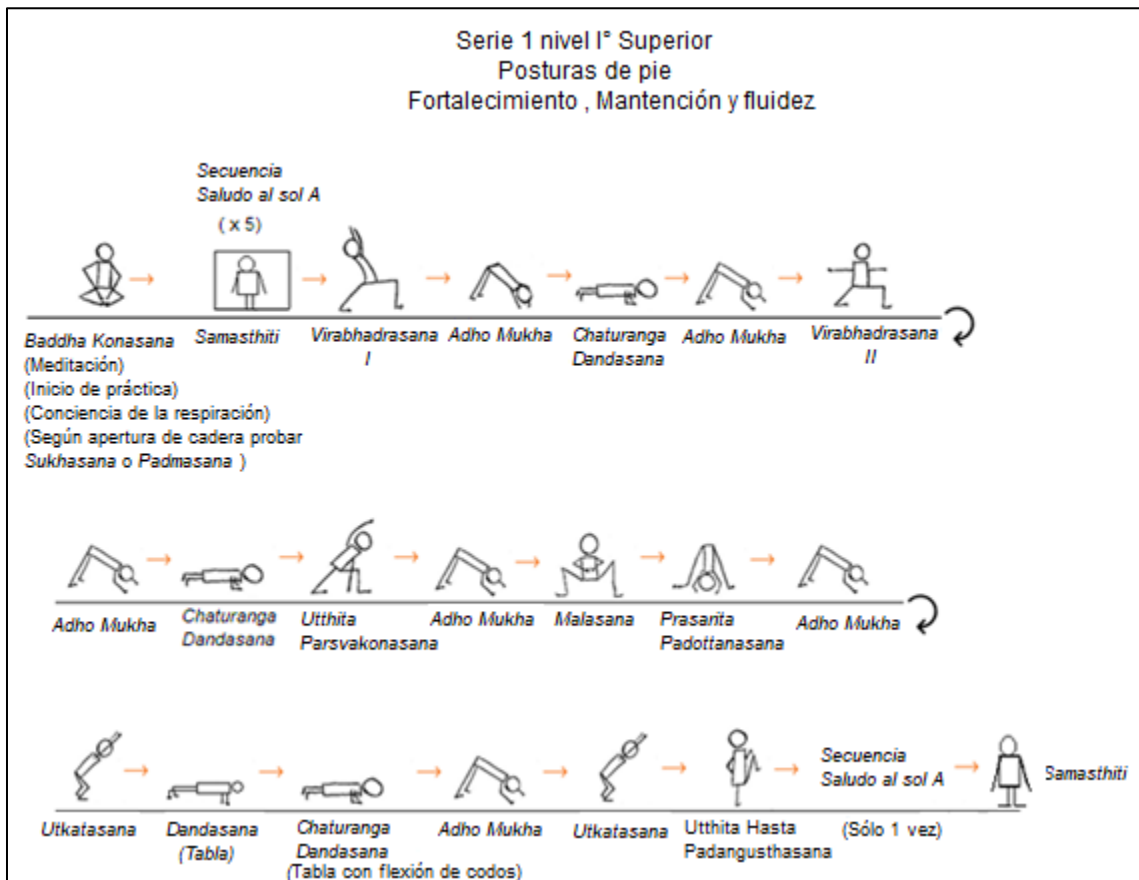 Serie 1 nivel I° Superior
Posturas de pie
Fortalecimiento , Mantención y fluidez
Secuencia
Saludo al sol A
( x 5)
Baddha Konasana
(Meditación)
(Inicio de práctica)
(Conciencia de la respiración)
(Según apertura de cadera probar
Sukhasana o Padmasana )
Samasthiti
Virabhadrasana
I
Adho Mukha
Chaturanga
Dandasana
Adho Mukha
Virabhadrasana
II
Adho Mukha
Chaturanga
Dandasana
Utthita
Parsvakonasana
Adho Mukha
Malasana
Prasarita
Padottanasana
Adho Mukha
Utkatasana
Dandasana
(Tabla)
Chaturanga
Dandasana
(Tabla con flexión de codos)
Adho Mukha
Utkatasana
Utthita Hasta
Padangusthasana
Secuencia
Saludo al sol A
(Sólo 1 vez)
Samasthiti